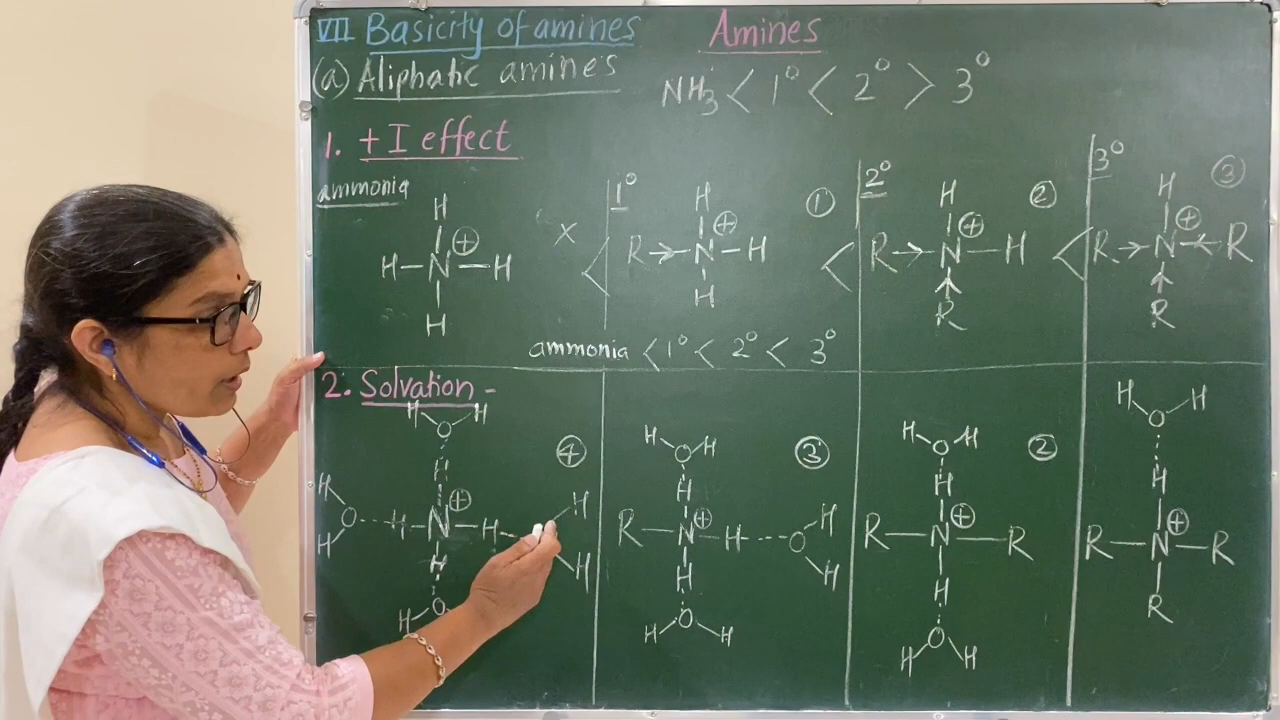 VII Basicity of amines
Amines
(a) Aliphatic amines
NH₃ < 1° < 2° > 3°
1. + I effect
ammonia
H
H – N ⊕ – H
H
×
< 1° ①
H
R →– N ⊕ – H
H
< 2° ②
H
R → N ⊕ – H
↑
R
< 3° ③
H
R → N ⊕ ← R
↑
R
ammonia < 1° < 2° < 3°
2. Solvation -
④
H H
O
H
H O H ---- H – N ⊕ – H --- H H
H
H O
③
H H
O
H
R – N ⊕ – H ---- O H H
H
O
H H
②
H H
O
H
R – N ⊕ – R
H
O
H H
H H
O
H
R – N ⊕ – R
R